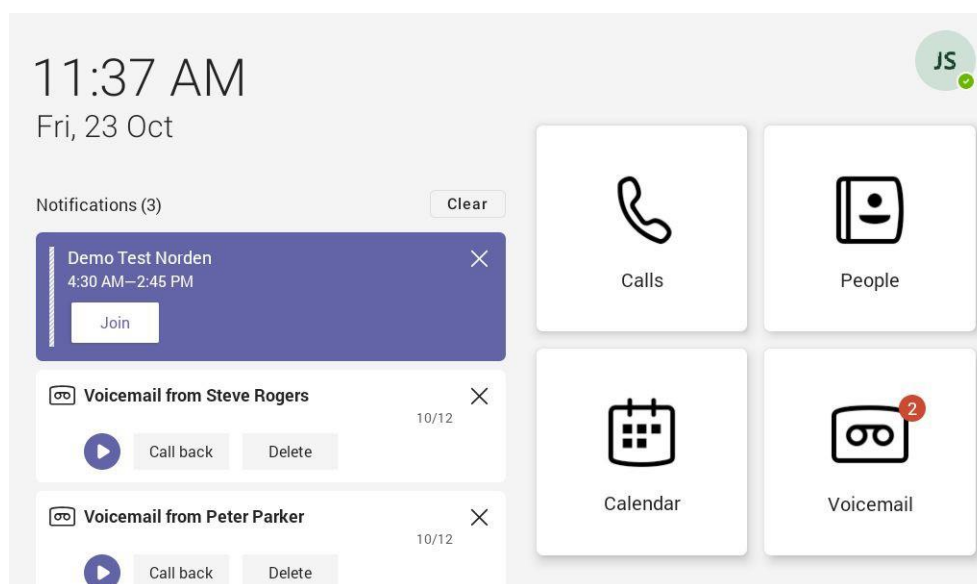 11:37 AM
Fri, 23 Oct
JS
Notifications (3)
Clear
Demo Test Norden
4:30 AM—2:45 PM
Join
Voicemail from Steve Rogers
10/12
Call back
Delete
Voicemail from Peter Parker
10/12
Call back
Delete
Calls
People
Calendar
2
Voicemail